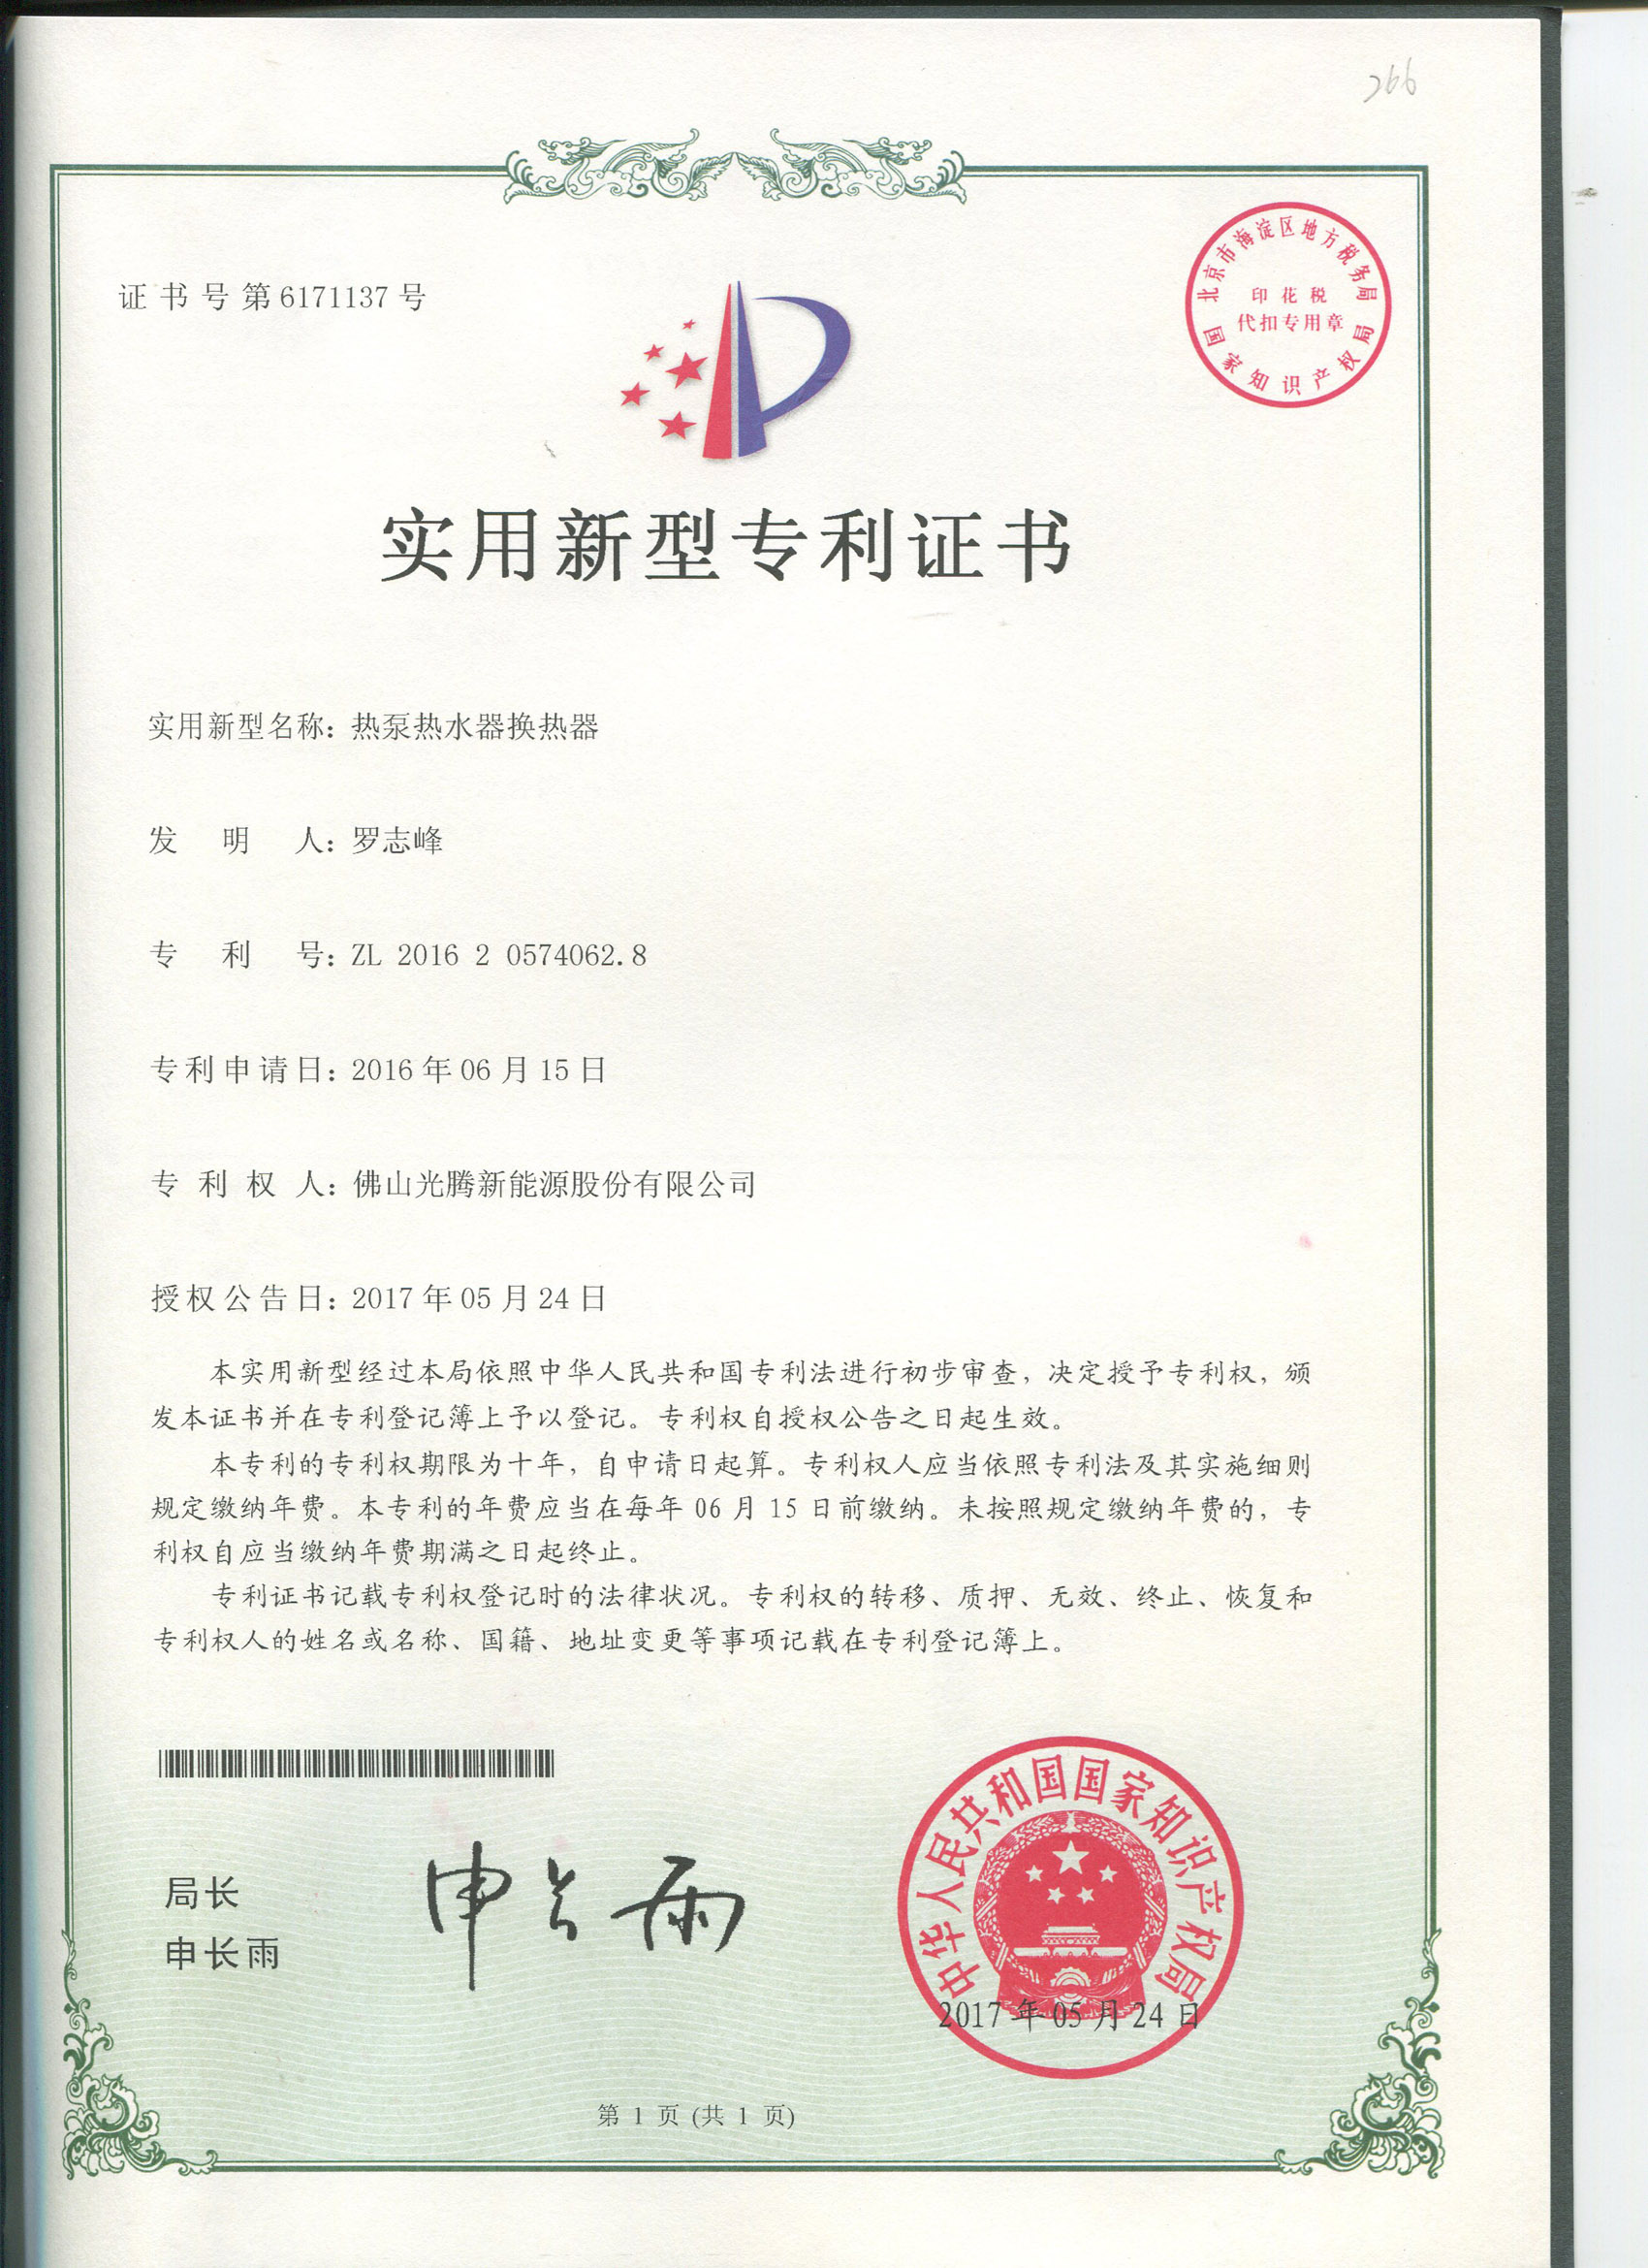 266
证书号第6171137号
北京市海淀区地方税务局
印花税
代扣专用章
国家知识产权局
实用新型专利证书
实用新型名称：热泵热水器换热器
发明人：罗志峰
专利号：ZL 2016 2 0574062.8
专利申请日：2016年06月15日
专利权人：佛山光腾新能源股份有限公司
授权公告日：2017年05月24日
本实用新型经过本局依照中华人民共和国专利法进行初步审查，决定授予专利权，颁
发本证书并在专利登记簿上予以登记。专利权自授权公告之日起生效。
本专利的专利权期限为十年，自申请日起算。专利权人应当依照专利法及其实施细则
规定缴纳年费。本专利的年费应当在每年 06 月 15 日前缴纳。未按照规定缴纳年费的，专
利权自应当缴纳年费期满之日起终止。
专利证书记载专利权登记时的法律状况。专利权的转移、质押、无效、终止、恢复和
专利权人的姓名或名称、国籍、地址变更等事项记载在专利登记簿上。
局长
申长雨
申长雨
中华人民共和国国家知识产权局
2017年05月24日
第 1 页 (共 1 页)